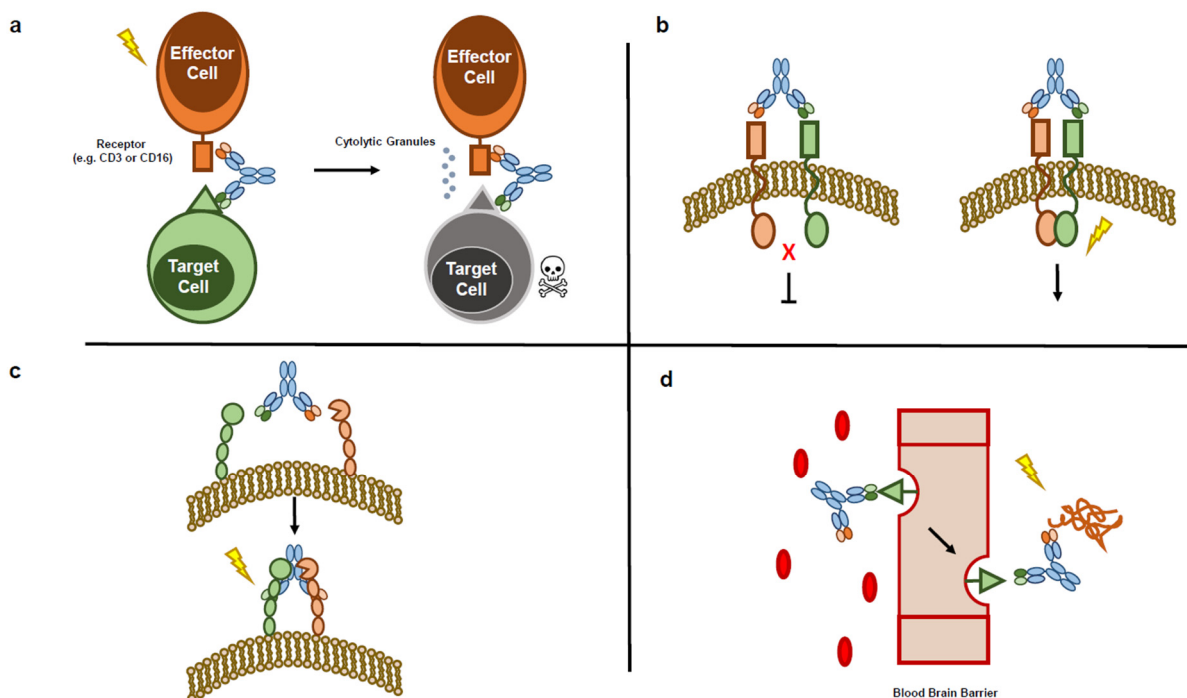 a
Effector
Cell
Receptor
(e.g. CD3 or CD16)
Target
Cell
Cytolytic Granules
Effector
Cell
Target
Cell
b
X
c
d
Blood Brain Barrier